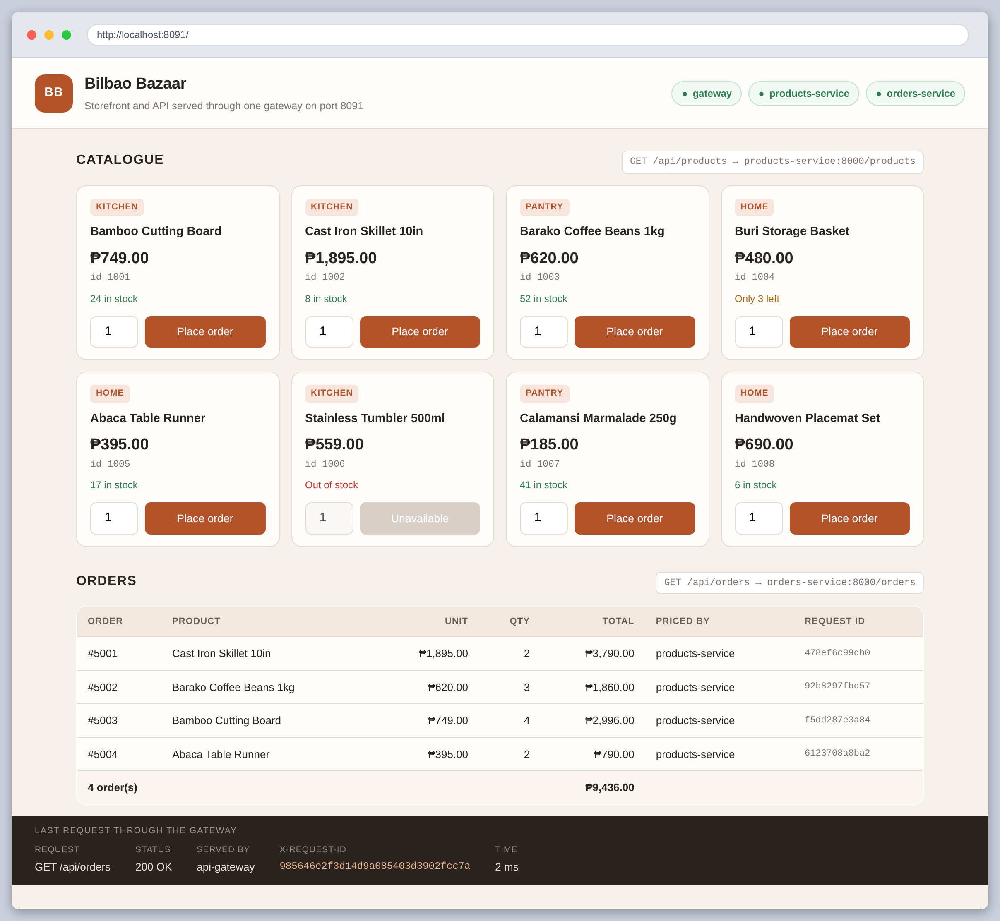 http://localhost:8091/
BB
Bilbao Bazaar
Storefront and API served through one gateway on port 8091
● gateway
● products-service
● orders-service
CATALOGUE
GET /api/products → products-service:8000/products
KITCHEN
Bamboo Cutting Board
₱749.00
id 1001
24 in stock
1 Place order
KITCHEN
Cast Iron Skillet 10in
₱1,895.00
id 1002
8 in stock
1 Place order
PANTRY
Barako Coffee Beans 1kg
₱620.00
id 1003
52 in stock
1 Place order
HOME
Buri Storage Basket
₱480.00
id 1004
Only 3 left
1 Place order
HOME
Abaca Table Runner
₱395.00
id 1005
17 in stock
1 Place order
KITCHEN
Stainless Tumbler 500ml
₱559.00
id 1006
Out of stock
1 Unavailable
PANTRY
Calamansi Marmalade 250g
₱185.00
id 1007
41 in stock
1 Place order
HOME
Handwoven Placemat Set
₱690.00
id 1008
6 in stock
1 Place order
ORDERS
GET /api/orders → orders-service:8000/orders
ORDER PRODUCT UNIT QTY TOTAL PRICED BY REQUEST ID
#5001 Cast Iron Skillet 10in ₱1,895.00 2 ₱3,790.00 products-service 478ef6c99db0
#5002 Barako Coffee Beans 1kg ₱620.00 3 ₱1,860.00 products-service 92b8297fbd57
#5003 Bamboo Cutting Board ₱749.00 4 ₱2,996.00 products-service f5dd287e3a84
#5004 Abaca Table Runner ₱395.00 2 ₱790.00 products-service 6123708a8ba2
4 order(s) ₱9,436.00
LAST REQUEST THROUGH THE GATEWAY
REQUEST STATUS SERVED BY X-REQUEST-ID TIME
GET /api/orders 200 OK api-gateway 985646e2f3d14d9a085403d3902fcc7a 2 ms